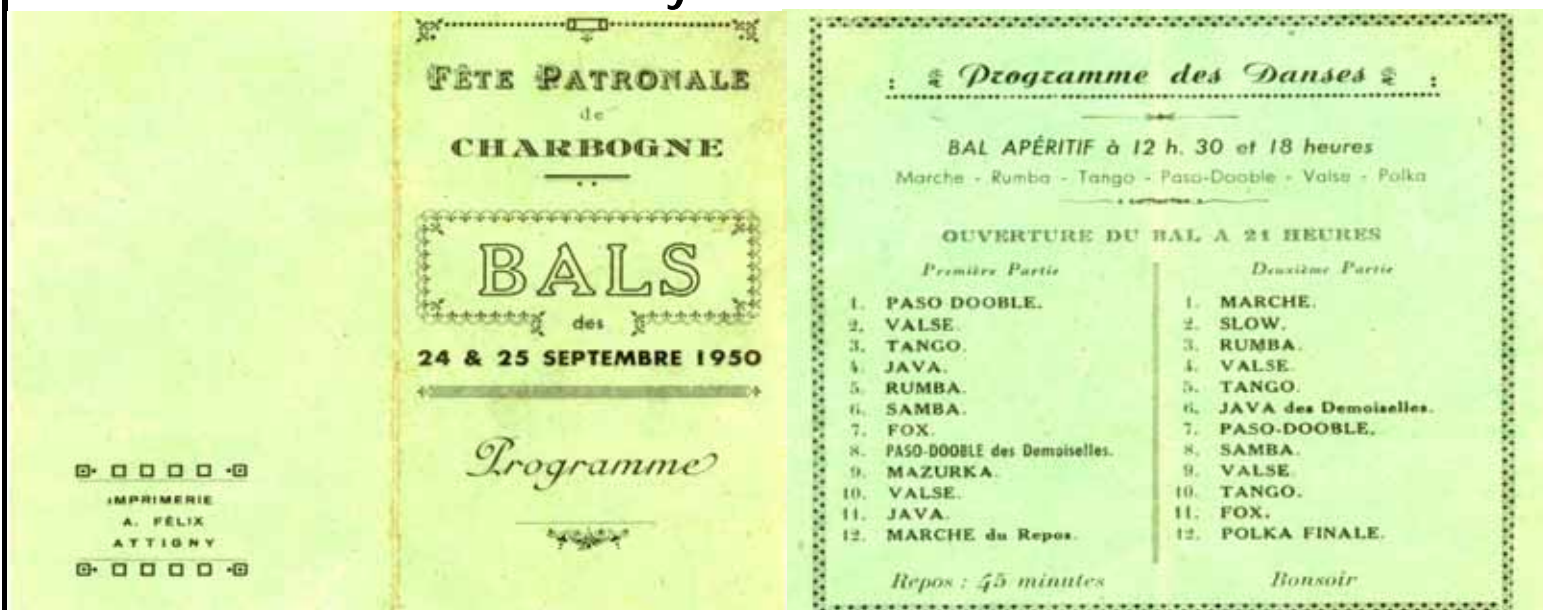 FÊTE PATRONALE
de
CHARBOGNE
BALS
des
24 & 25 SEPTEMBRE 1950
Programme
IMPRIMERIE
A. FÉLIX
ATTIGNY
Programme des Danses
BAL APÉRITIF à 12 h. 30 et 18 heures
Marche - Rumba - Tango - Paso-Dooble - Valse - Polka
OUVERTURE DU BAL A 21 HEURES
Première Partie
1. PASO DOOBLE.
2. VALSE.
3. TANGO.
4. JAVA.
5. RUMBA.
6. SAMBA.
7. FOX.
8. PASO-DOOBLE des Demoiselles.
9. MAZURKA.
10. VALSE.
11. JAVA.
12. MARCHE du Repos.
Repos : 45 minutes
Deuxième Partie
1. MARCHE.
2. SLOW.
3. RUMBA.
4. VALSE.
5. TANGO.
6. JAVA des Demoiselles.
7. PASO-DOOBLE.
8. SAMBA.
9. VALSE.
10. TANGO.
11. FOX.
12. POLKA FINALE.
Bonsoir